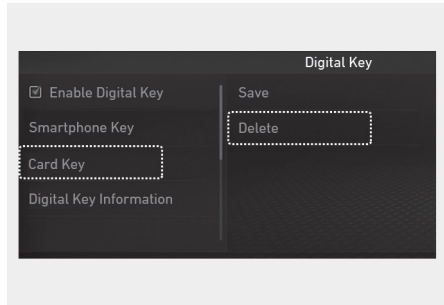 Digital Key
Enable Digital Key
Smartphone Key
Card Key
Digital Key Information
Save
Delete